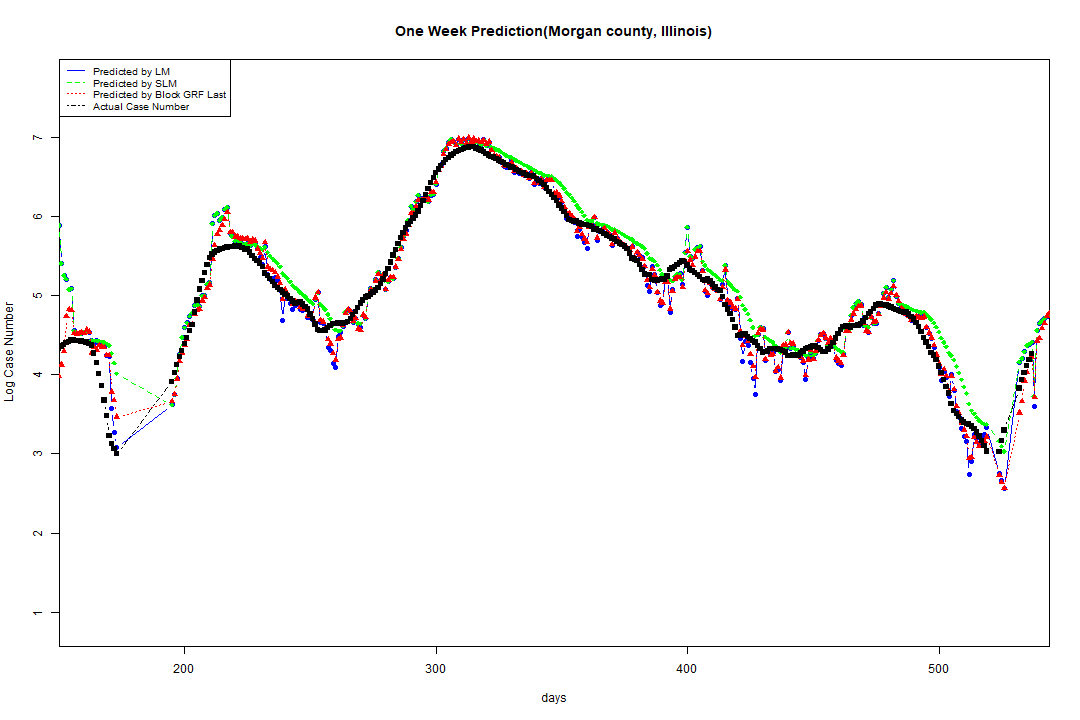 One Week Prediction(Morgan county, Illinois)
Predicted by LM
Predicted by SLM
Predicted by Block GRF Last
Actual Case Number
Log Case Number
7
6
5
4
3
2
1
200 300 400 500
days